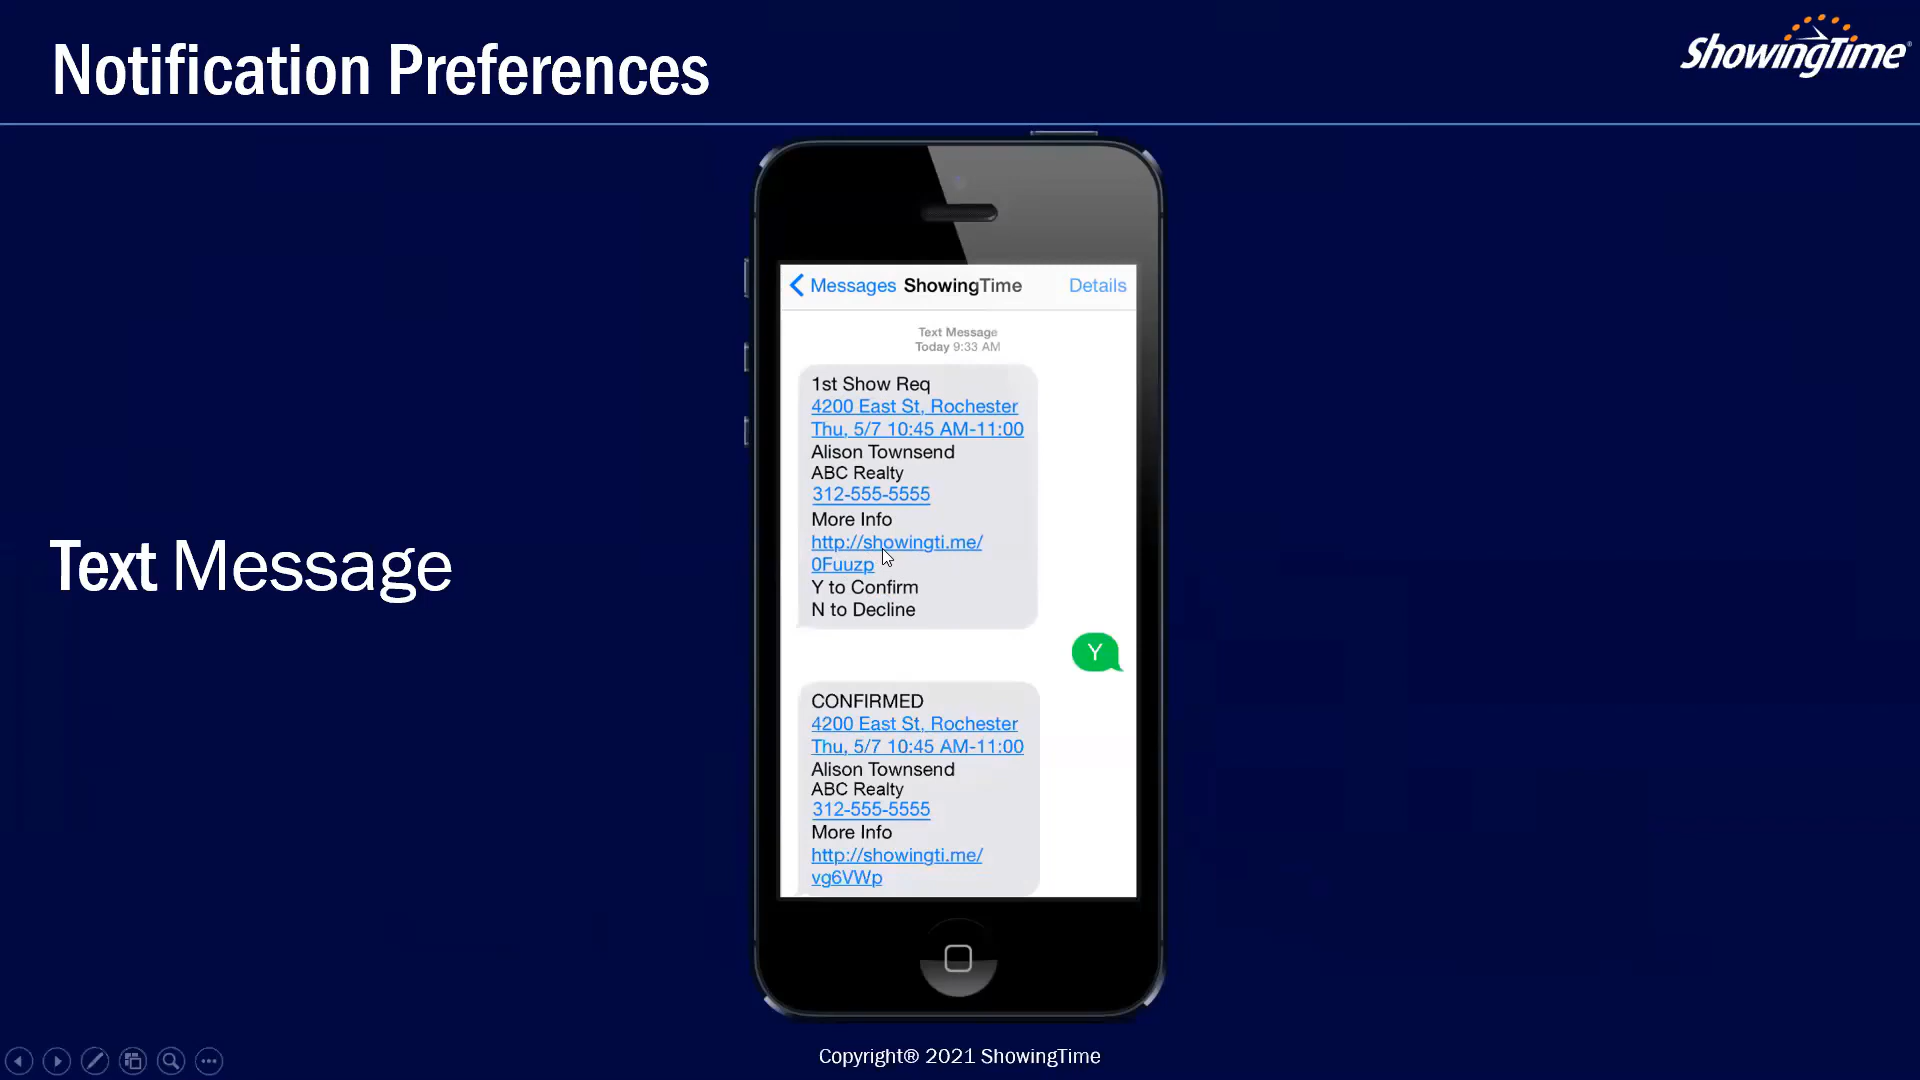 Notification Preferences
ShowingTime
Messages ShowingTime Details
Text Message
Today 9:33 AM
1st Show Req
4200 East St, Rochester
Thu, 5/7 10:45 AM-11:00
Alison Townsend
ABC Realty
312-555-5555
More Info
http://showingti.me/
0Fuuzp
Y to Confirm
N to Decline
Text Message
Y
CONFIRMED
4200 East St, Rochester
Thu, 5/7 10:45 AM-11:00
Alison Townsend
ABC Realty
312-555-5555
More Info
http://showingti.me/
vg6VWp
Copyright® 2021 ShowingTime